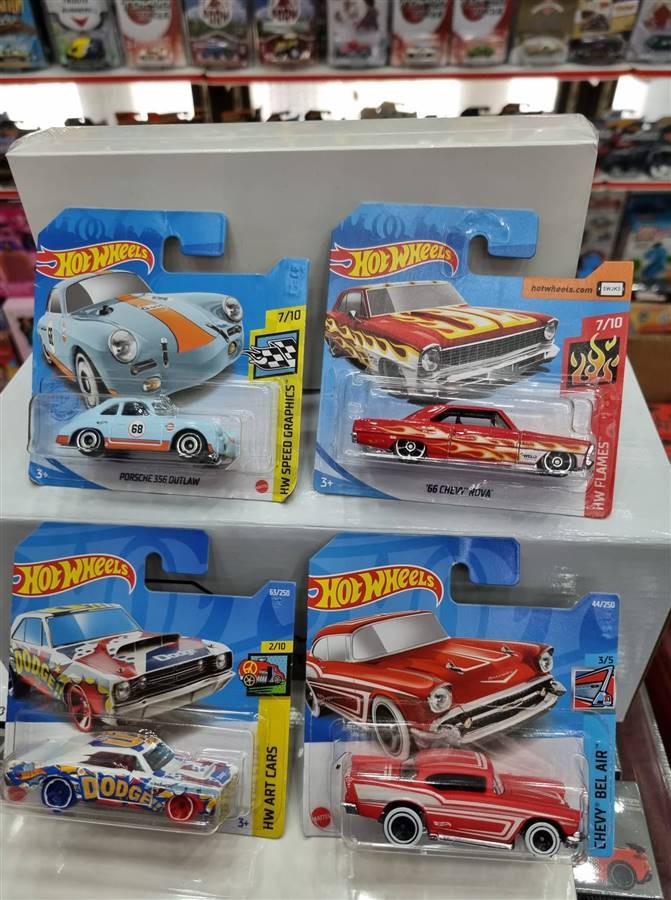 HOT WHEELS
68
7/10
HW SPEED GRAPHICS
68
3+
PORSCHE 356 OUTLAW
HOT WHEELS
hotwheels.com
7/10
HW FLAMES
3+
'66 CHEVY NOVA
HOT WHEELS
63/250
2/10
HW ART CARS
DODGE
Dodge
DODGE
3+
HOT WHEELS
44/250
3/5
CHEVY BEL AIR
MATTEL